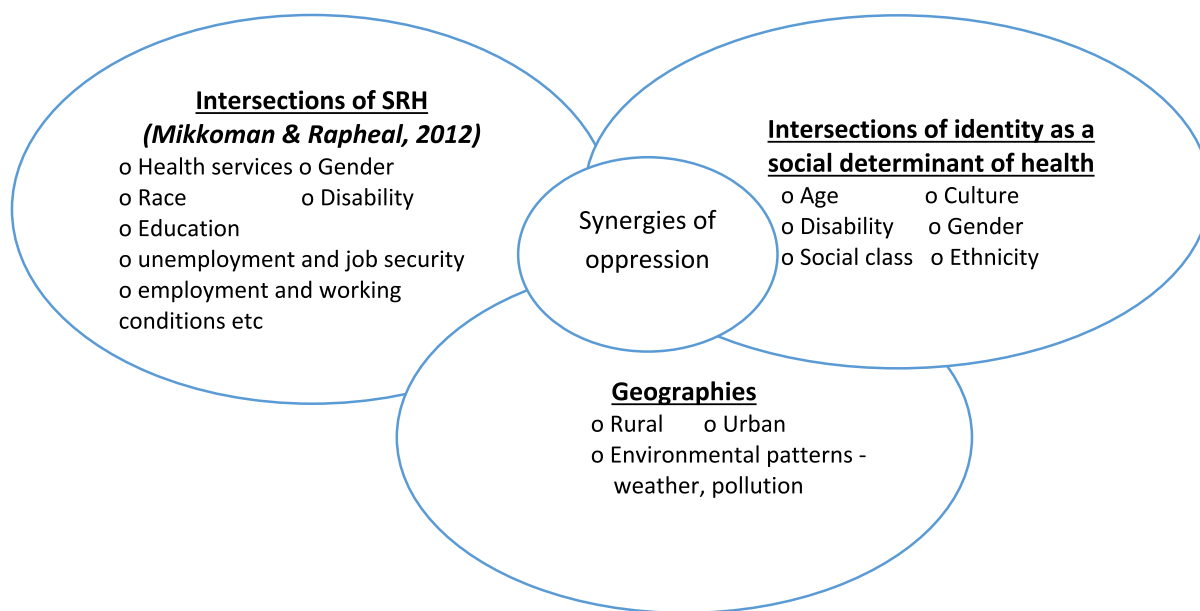 Intersections of SRH
(Mikkoman & Rapheal, 2012)
o Health services o Gender
o Race o Disability
o Education
o unemployment and job security
o employment and working
conditions etc
Intersections of identity as a
social determinant of health
o Age o Culture
o Disability o Gender
o Social class o Ethnicity
Synergies of
oppression
Geographies
o Rural o Urban
o Environmental patterns -
weather, pollution